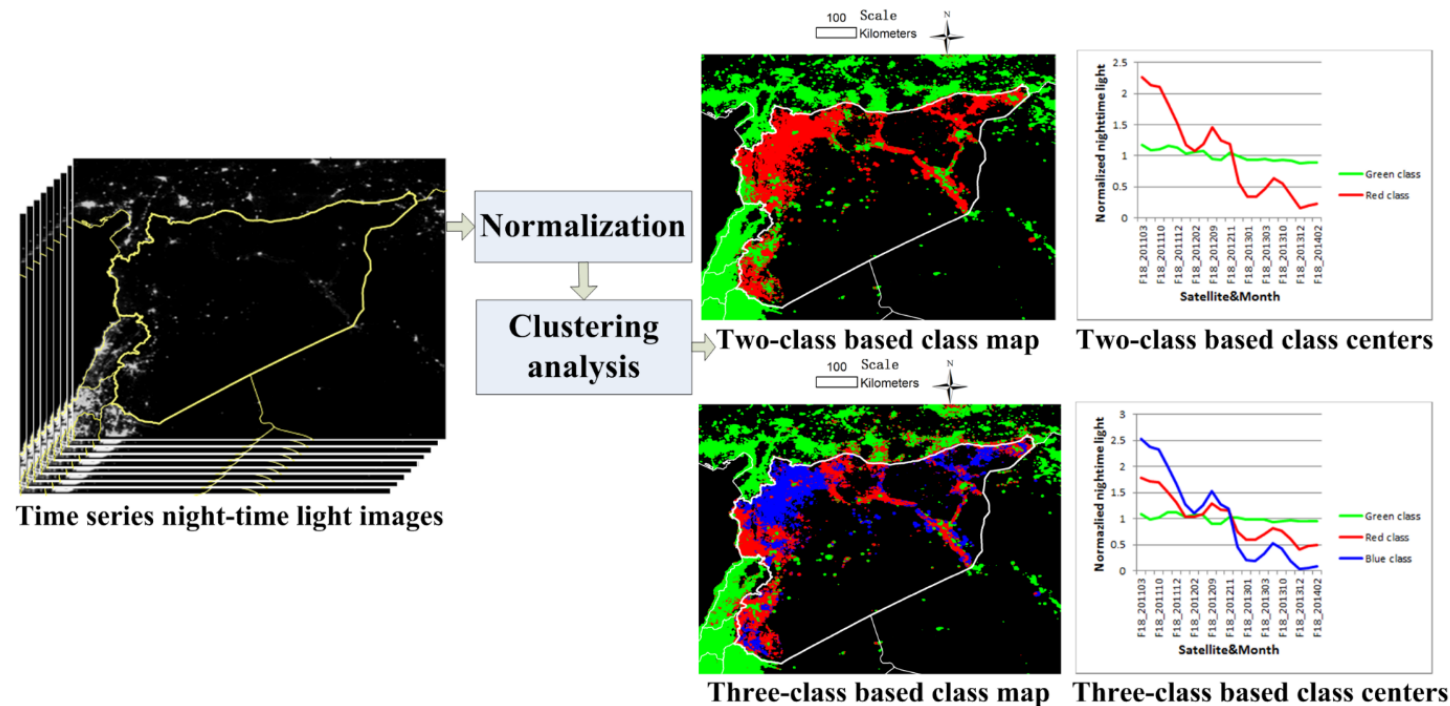 100 Scale
Kilometers
N
Normalized nighttime light
2.5
2
1.5
1
0.5
0
F18_201103
F18_201110
F18_201112
F18_201202
F18_201209
F18_201211
F18_201301
F18_201303
F18_201310
F18_201312
F18_201402
Satellite&Month
Green class
Red class
Two-class based class map
Two-class based class centers
Normalization
Clustering
analysis
Time series night-time light images
100 Scale
Kilometers
N
Normazlied nightime light
3
2.5
2
1.5
1
0.5
0
F18_201103
F18_201110
F18_201112
F18_201202
F18_201209
F18_201211
F18_201301
F18_201303
F18_201310
F18_201312
F18_201402
Satellite&Month
Green class
Red class
Blue class
Three-class based class map
Three-class based class centers